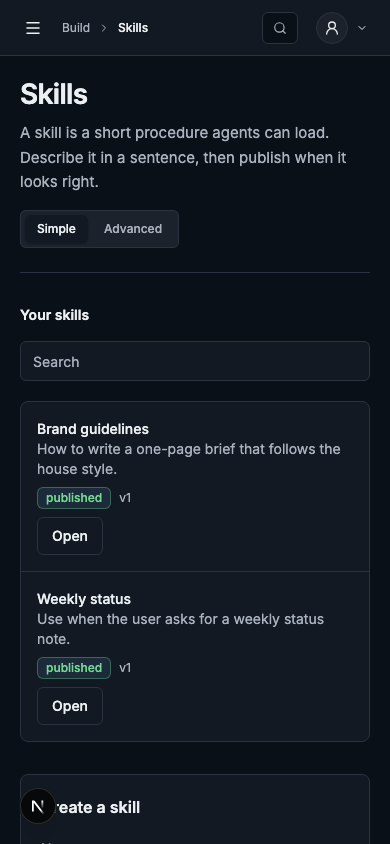 Build > Skills
Skills
A skill is a short procedure agents can load.
Describe it in a sentence, then publish when it
looks right.
Simple Advanced
Your skills
Search
Brand guidelines
How to write a one-page brief that follows the
house style.
published v1
Open
Weekly status
Use when the user asks for a weekly status
note.
published v1
Open
N
reate a skill